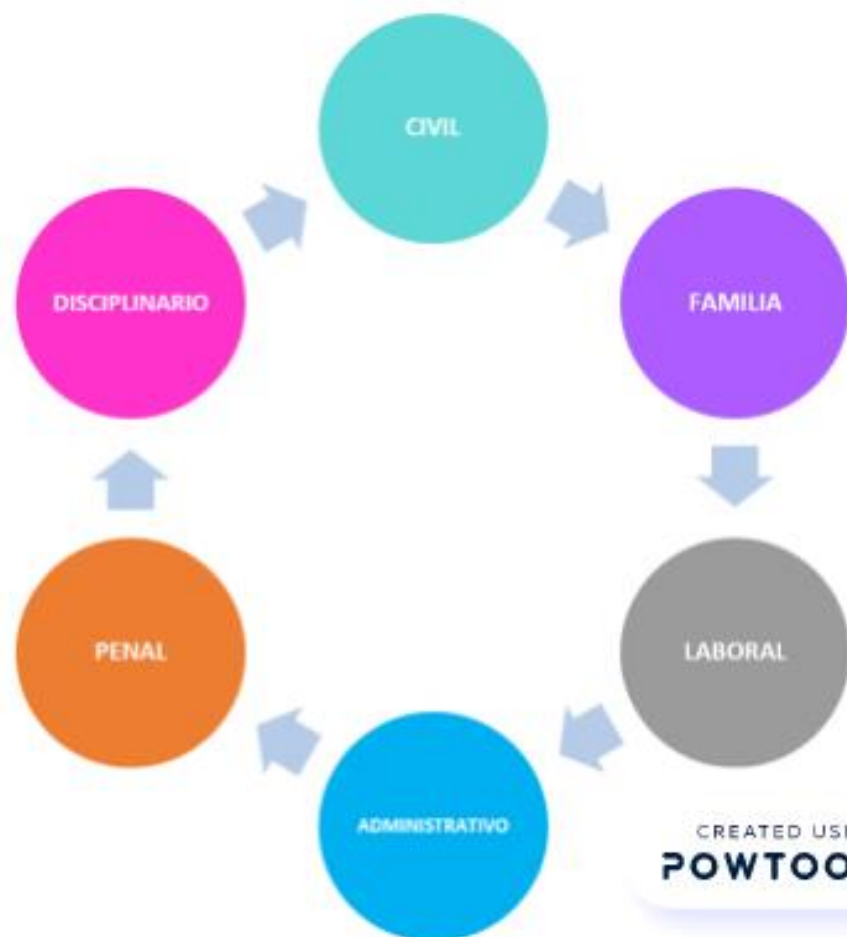 CIVIL
FAMILIA
LABORAL
ADMINISTRATIVO
PENAL
DISCIPLINARIO
CREATED USI
POWTOO